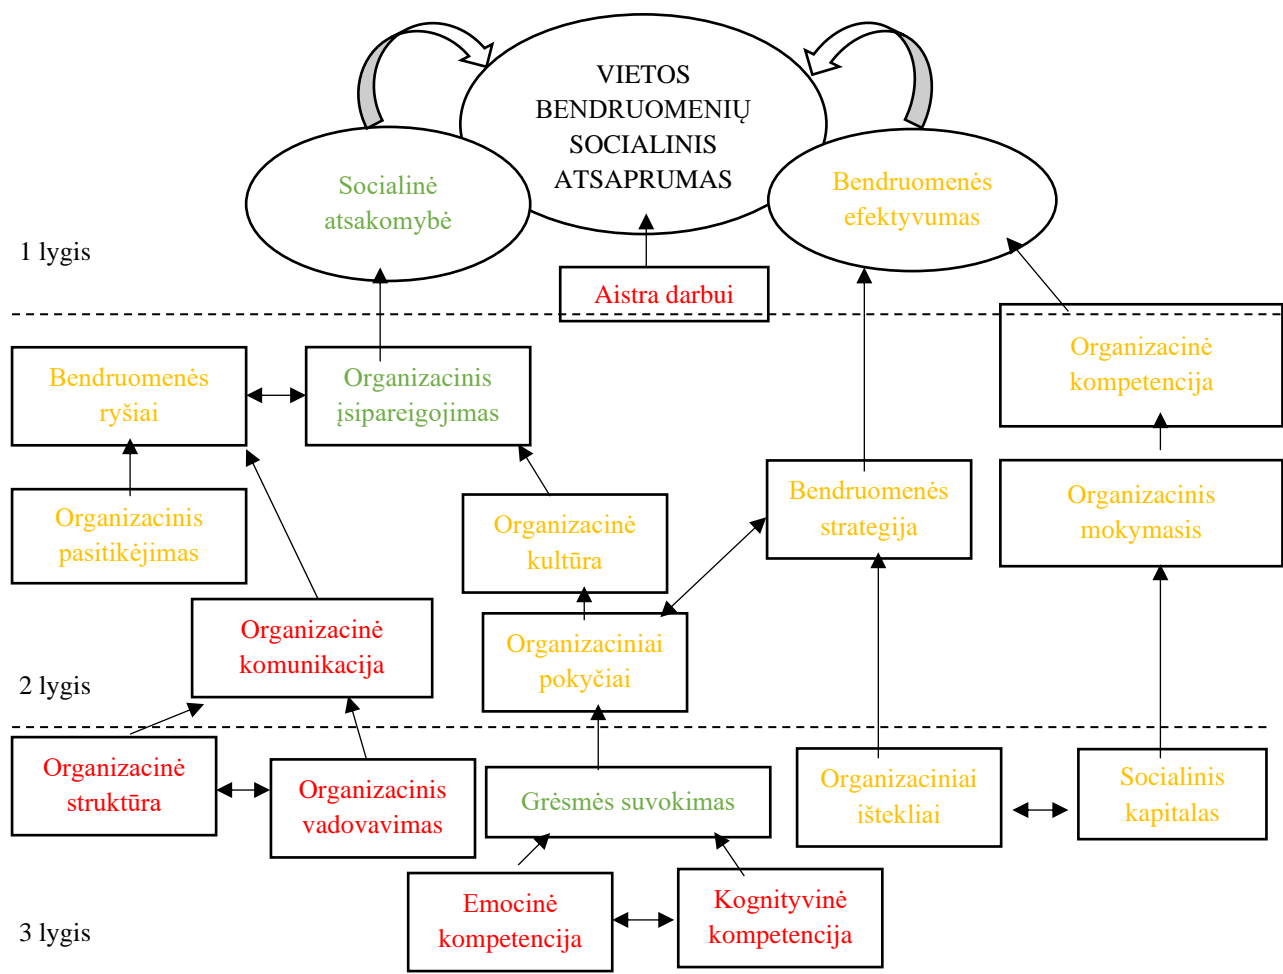 VIETOS
BENDRUOMENIŲ
SOCIALINIS
ATSAPRUMAS
Socialinė
atsakomybė
Bendruomenės
efektyvumas
1 lygis
Aistra darbui
Bendruomenės
ryšiai
Organizacinis
įsipareigojimas
Organizacinė
kompetencija
Organizacinis
pasitikėjimas
Organizacinė
kultūra
Bendruomenės
strategija
Organizacinis
mokymasis
Organizacinė
komunikacija
Organizaciniai
pokyčiai
2 lygis
Organizacinė
struktūra
Organizacinis
vadovavimas
Grėsmės suvokimas
Organizaciniai
ištekliai
Socialinis
kapitalas
Emocinė
kompetencija
Kognityvinė
kompetencija
3 lygis